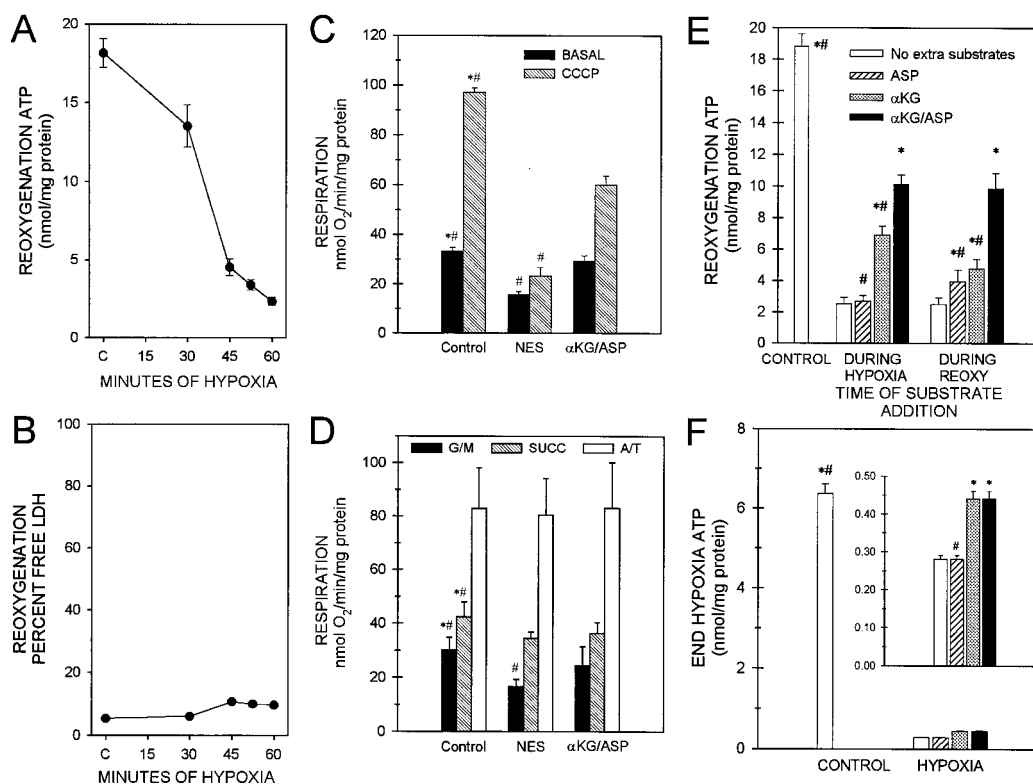 A
REOXYGENATION ATP
(nmol/mg protein)
20
15
10
5
0
C 15 30 45 60
MINUTES OF HYPOXIA
B
REOXYGENATION
PERCENT FREE LDH
100
80
60
40
20
0
C 15 30 45 60
MINUTES OF HYPOXIA
C
RESPIRATION
nmol O₂/min/mg protein
BASAL
CCCP
100
80
60
40
20
0
*#
*#
#
#
Control NES αKG/ASP
D
RESPIRATION
nmol O₂/min/mg protein
G/M SUCC A/T
100
80
60
40
20
0
*#
*#
#
Control NES αKG/ASP
E
REOXYGENATION ATP
(nmol/mg protein)
No extra substrates
ASP
αKG
αKG/ASP
20
18
16
14
12
10
8
6
4
2
0
*#
#
*#
*
*#
*#
*
CONTROL DURING HYPOXIA DURING REOXY
TIME OF SUBSTRATE
ADDITION
F
END HYPOXIA ATP
(nmol/mg protein)
8
6
4
2
0
*#
0.50
0.40
0.30
0.20
0.10
0.00
#
*
*
CONTROL HYPOXIA